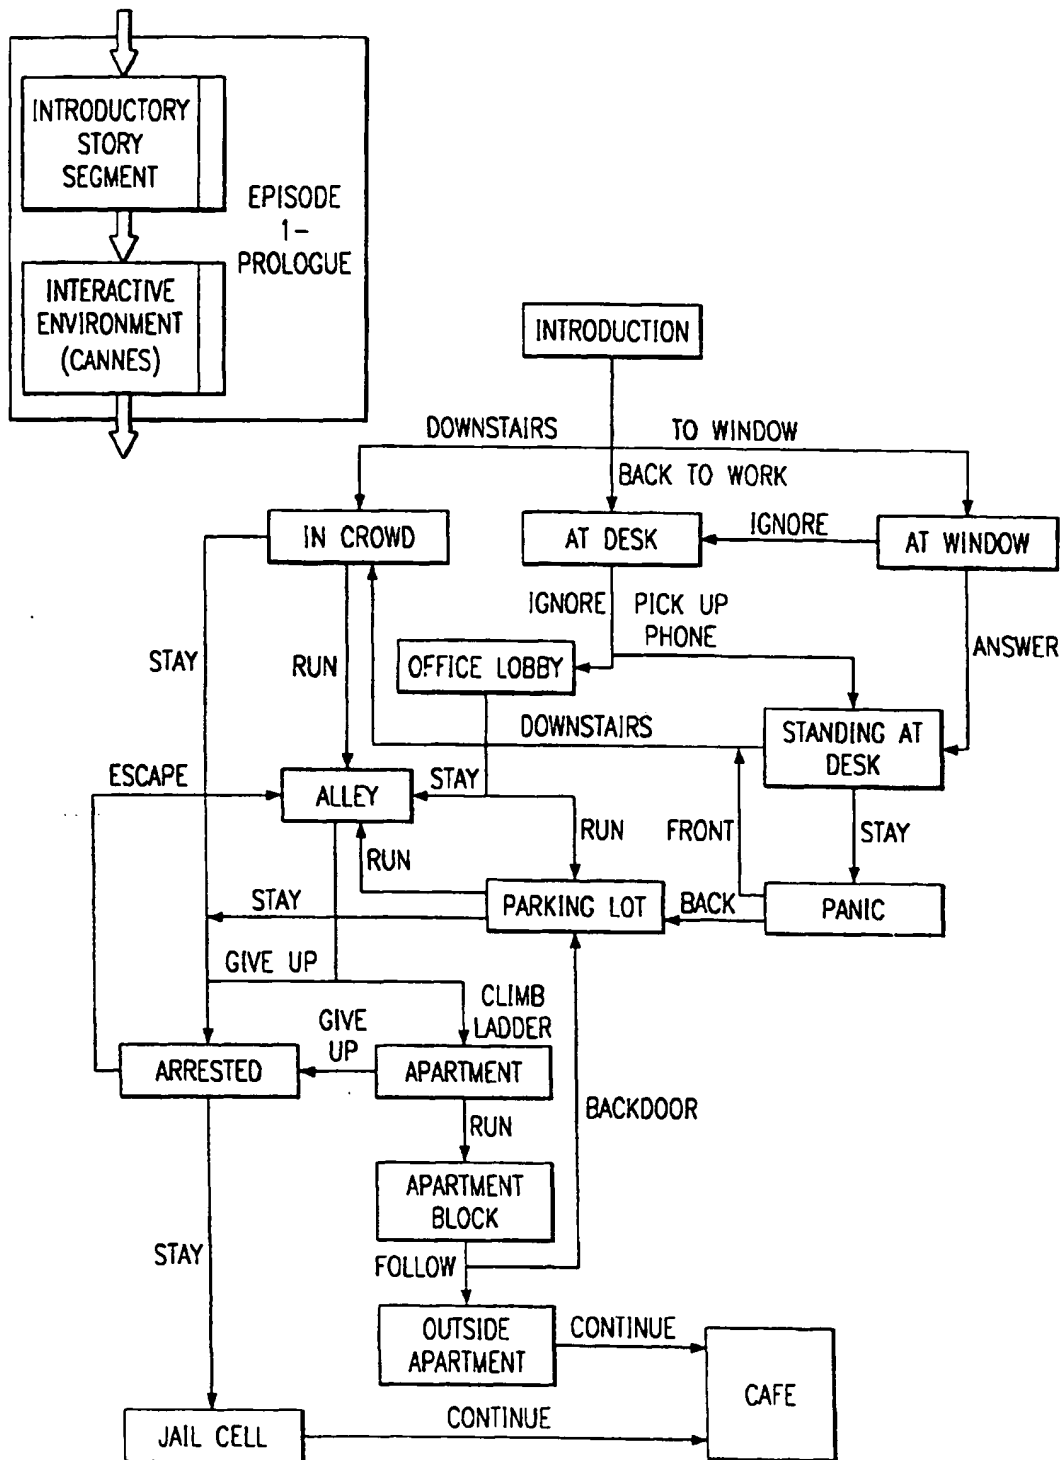 INTRODUCTORY
STORY
SEGMENT
EPISODE
1-
PROLOGUE
INTERACTIVE
ENVIRONMENT
(CANNES)
INTRODUCTION
DOWNSTAIRS
TO WINDOW
BACK TO WORK
IN CROWD
AT DESK
IGNORE
AT WINDOW
IGNORE
PICK UP
PHONE
ANSWER
STAY
RUN
OFFICE LOBBY
DOWNSTAIRS
STANDING AT
DESK
ESCAPE
ALLEY
STAY
RUN
FRONT
STAY
RUN
STAY
PARKING LOT
BACK
PANIC
GIVE UP
CLIMB
LADDER
GIVE
UP
ARRESTED
APARTMENT
BACKDOOR
RUN
APARTMENT
BLOCK
STAY
FOLLOW
OUTSIDE
APARTMENT
CONTINUE
CAFE
JAIL CELL
CONTINUE